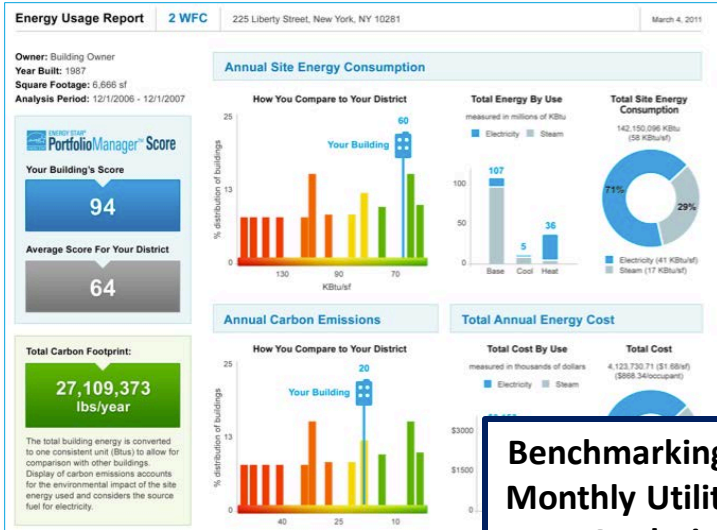 Energy Usage Report
2 WFC
225 Liberty Street, New York, NY 10281
March 4, 2011
Owner: Building Owner
Year Built: 1987
Square Footage: 6,666 sf
Analysis Period: 12/1/2006 - 12/1/2007
ENERGY STAR®
PortfolioManager™ Score
Your Building's Score
94
Average Score For Your District
64
Total Carbon Footprint:
27,109,373
lbs/year
The total building energy is converted
to one consistent unit (Btus) to allow for
comparison with other buildings.
Display of carbon emissions accounts
for the environmental impact of the site
energy used and considers the source
fuel for electricity.
Annual Site Energy Consumption
How You Compare to Your District
25
60
Your Building
% distribution of buildings
13
0
130 90 70
KBtu/sf
Total Energy By Use
measured in millions of KBtu
Electricity Steam
107
100
50
36
5
0
Base Cool Heat
Total Site Energy
Consumption
142,150,096 KBtu
(58 KBtu/sf)
71%
29%
Electricity (41 KBtu/sf)
Steam (17 KBtu/sf)
Annual Carbon Emissions
How You Compare to Your District
25
20
Your Building
% distribution of buildings
13
0
40 25 10
Total Annual Energy Cost
Total Cost By Use
measured in thousands of dollars
Electricity Steam
$3000
$1500
0
Total Cost
4,123,730.71 ($1.68/sf)
($868.34/occupant)
Benchmarking
Monthly Utilit